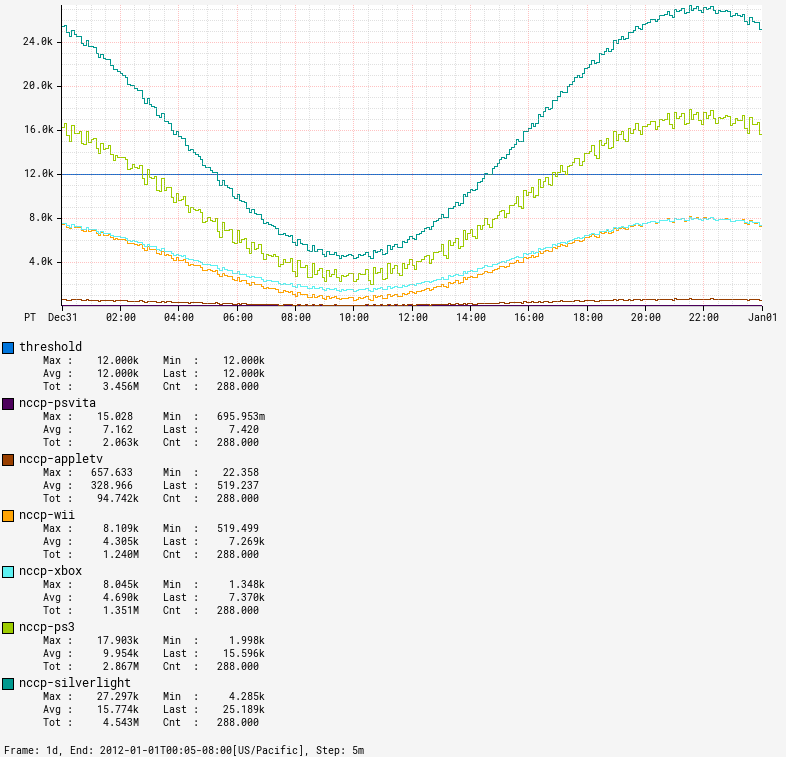 24.0k
20.0k
16.0k
12.0k
8.0k
4.0k
PT Dec31 02:00 04:00 06:00 08:00 10:00 12:00 14:00 16:00 18:00 20:00 22:00 Jan01
threshold
Max : 12.000k Min : 12.000k
Avg : 12.000k Last : 12.000k
Tot : 3.456M Cnt : 288.000
nccp-psvita
Max : 15.028 Min : 695.953m
Avg : 7.162 Last : 7.420
Tot : 2.063k Cnt : 288.000
nccp-appletv
Max : 657.633 Min : 22.358
Avg : 328.966 Last : 519.237
Tot : 94.742k Cnt : 288.000
nccp-wii
Max : 8.109k Min : 519.499
Avg : 4.305k Last : 7.269k
Tot : 1.240M Cnt : 288.000
nccp-xbox
Max : 8.045k Min : 1.348k
Avg : 4.690k Last : 7.370k
Tot : 1.351M Cnt : 288.000
nccp-ps3
Max : 17.903k Min : 1.998k
Avg : 9.954k Last : 15.596k
Tot : 2.867M Cnt : 288.000
nccp-silverlight
Max : 27.297k Min : 4.285k
Avg : 15.774k Last : 25.189k
Tot : 4.543M Cnt : 288.000
Frame: 1d, End: 2012-01-01T00:05-08:00[US/Pacific], Step: 5m